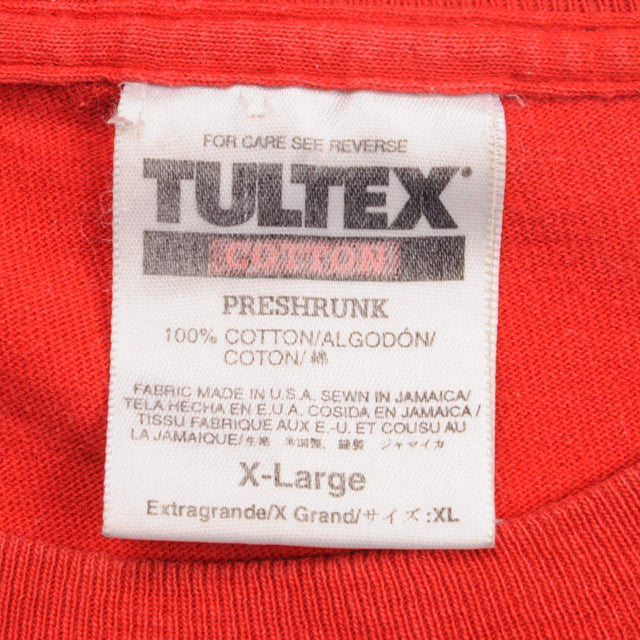 FOR CARE SEE REVERSE
TULTEX®
COTTON
PRESHRUNK
100% COTTON/ALGODÓN/
COTON/綿
FABRIC MADE IN U.S.A. SEWN IN JAMAICA/
TELA HECHA EN E.U.A. COSIDA EN JAMAICA/
TISSU FABRIQUE AUX E.-U. ET COUSU AU
LA JAMAIQUE/生地 米国製, 縫製 ジャマイカ
X-Large
Extragrande/X Grand/サイズ:XL